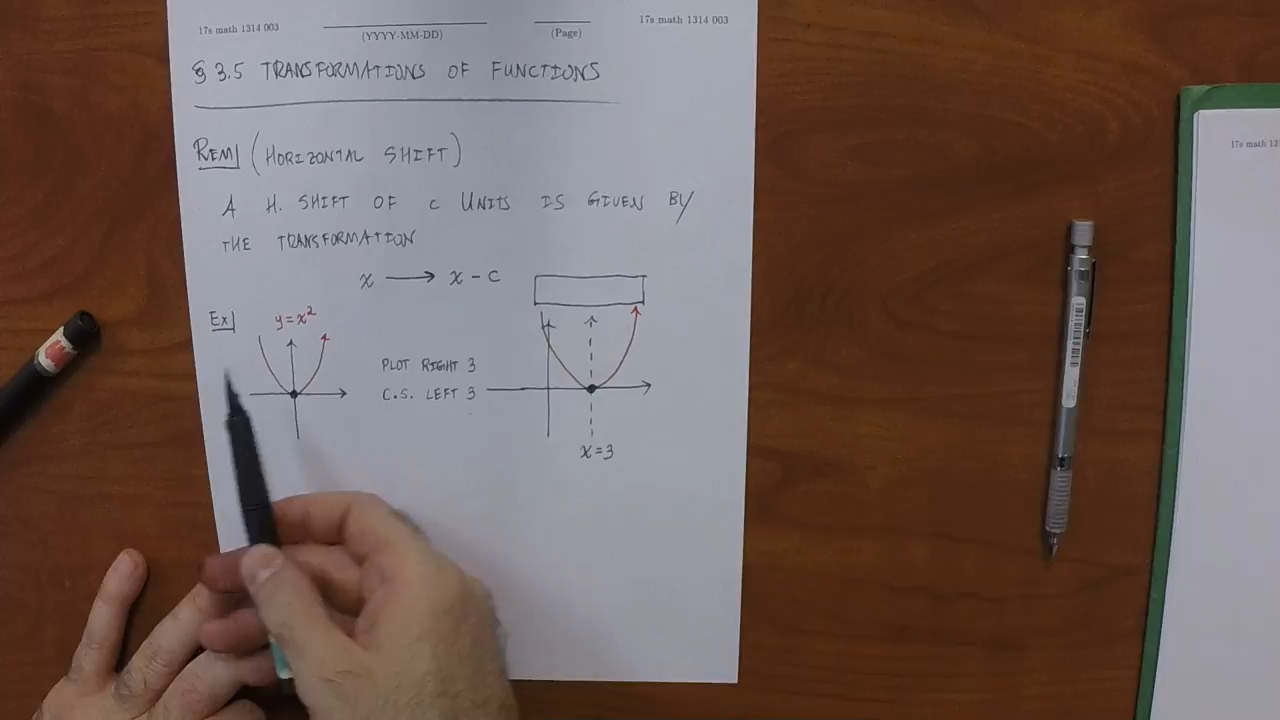 17s math 1314 003
(YYYY-MM-DD)
(Page)
17s math 1314 003
§ 3.5 TRANSFORMATIONS OF FUNCTIONS
REM (HORIZONTAL SHIFT)
A H. SHIFT OF c UNITS IS GIVEN BY
THE TRANSFORMATION
x → x - c
Ex
y = x²
PLOT RIGHT 3
C.S. LEFT 3
x = 3
17s math 13